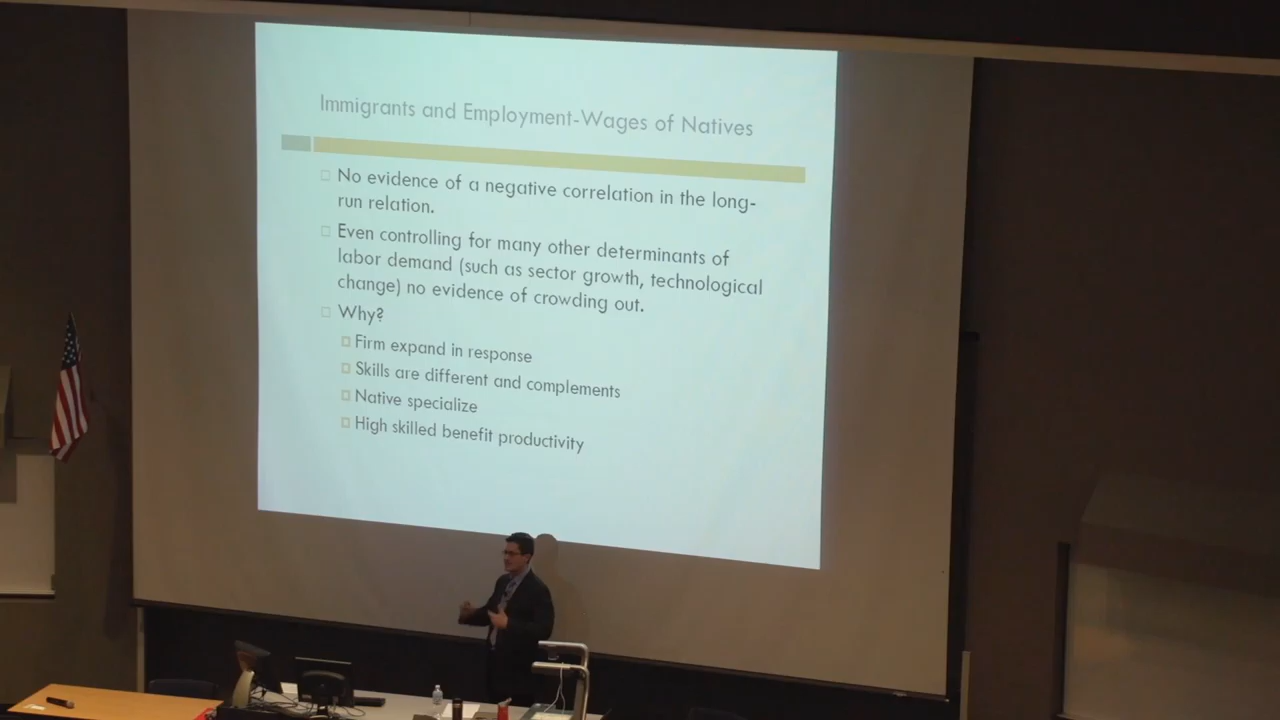 Immigrants and Employment-Wages of Natives
No evidence of a negative correlation in the long-
run relation.
Even controlling for many other determinants of
labor demand (such as sector growth, technological
change) no evidence of crowding out.
Why?
Firm expand in response
Skills are different and complements
Native specialize
High skilled benefit productivity